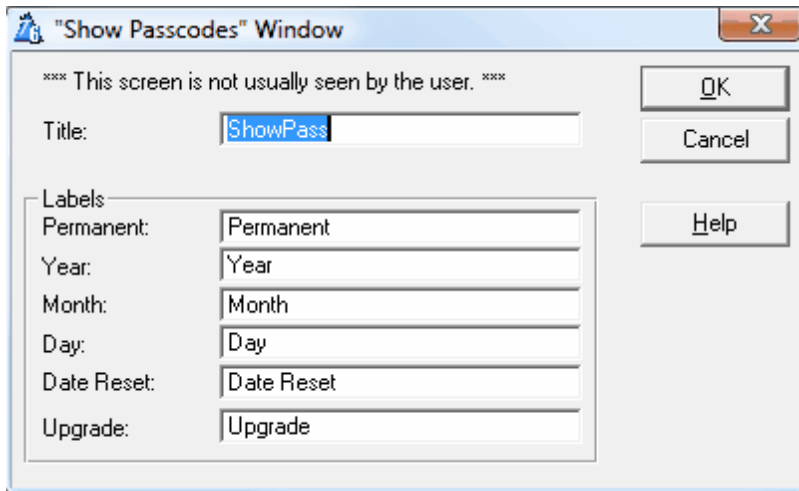 "Show Passcodes" Window
*** This screen is not usually seen by the user. ***
OK
Title: ShowPass
Cancel
Labels
Help
Permanent: Permanent
Year: Year
Month: Month
Day: Day
Date Reset: Date Reset
Upgrade: Upgrade